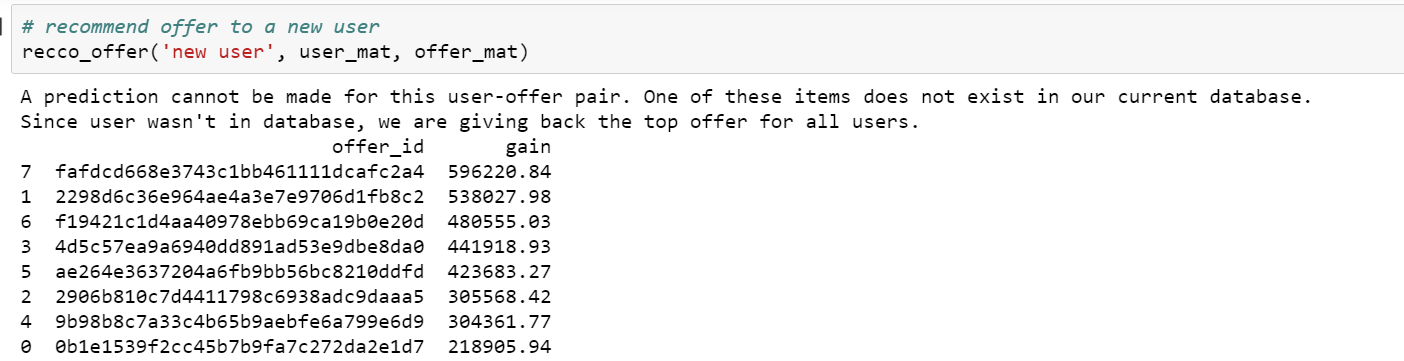 # recommend offer to a new user
recco_offer('new user', user_mat, offer_mat)
A prediction cannot be made for this user-offer pair. One of these items does not exist in our current database.
Since user wasn't in database, we are giving back the top offer for all users.
offer_id gain
7 fafdcd668e3743c1bb461111dcafc2a4 596220.84
1 2298d6c36e964ae4a3e7e9706d1fb8c2 538027.98
6 f19421c1d4aa40978ebb69ca19b0e20d 480555.03
3 4d5c57ea9a6940dd891ad53e9dbe8da0 441918.93
5 ae264e3637204a6fb9bb56bc8210ddfd 423683.27
2 2906b810c7d4411798c6938adc9daaa5 305568.42
4 9b98b8c7a33c4b65b9aebfe6a799e6d9 304361.77
0 0b1e1539f2cc45b7b9fa7c272da2e1d7 218905.94